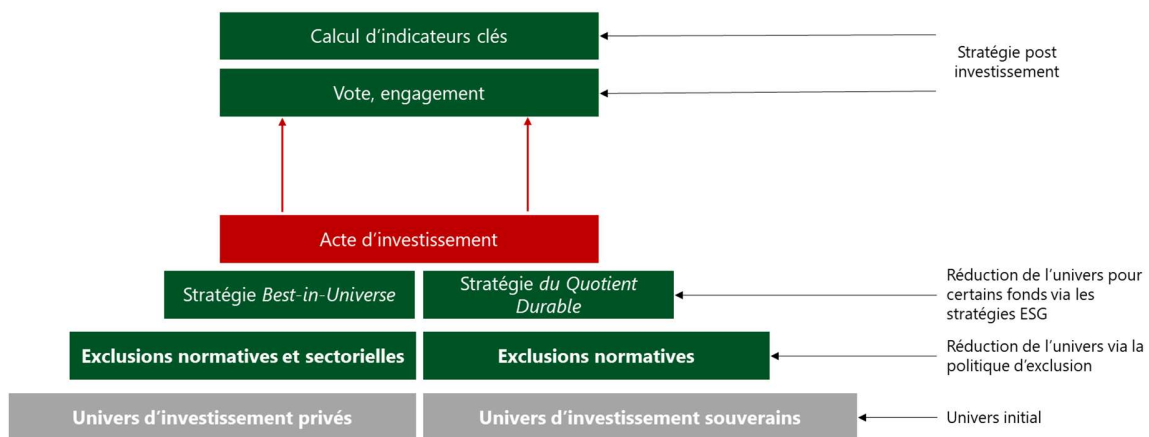 Calcul d'indicateurs clés
Stratégie post
investissement
Vote, engagement
Acte d'investissement
Stratégie Best-in-Universe
Stratégie du Quotient
Durable
Réduction de l'univers pour
certains fonds via les
stratégies ESG
Exclusions normatives et sectorielles
Exclusions normatives
Réduction de l'univers via la
politique d'exclusion
Univers d'investissement privés
Univers d'investissement souverains
Univers initial